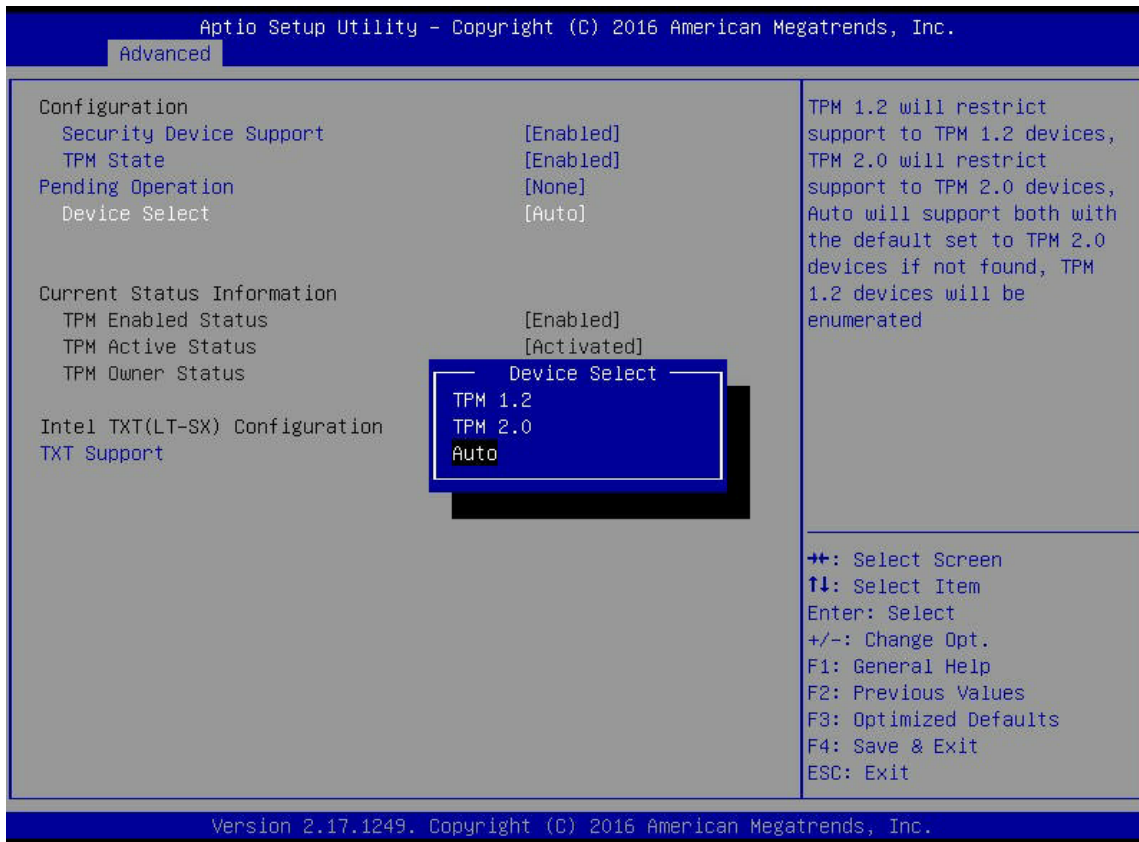 Aptio Setup Utility – Copyright (C) 2016 American Megatrends, Inc.
Advanced
Configuration
Security Device Support [Enabled]
TPM State [Enabled]
Pending Operation [None]
Device Select [Auto]
Current Status Information
TPM Enabled Status [Enabled]
TPM Active Status [Activated]
TPM Owner Status
Intel TXT(LT-SX) Configuration
TXT Support
Device Select
TPM 1.2
TPM 2.0
Auto
TPM 1.2 will restrict
support to TPM 1.2 devices,
TPM 2.0 will restrict
support to TPM 2.0 devices,
Auto will support both with
the default set to TPM 2.0
devices if not found, TPM
1.2 devices will be
enumerated
→←: Select Screen
↑↓: Select Item
Enter: Select
+/-: Change Opt.
F1: General Help
F2: Previous Values
F3: Optimized Defaults
F4: Save & Exit
ESC: Exit
Version 2.17.1249. Copyright (C) 2016 American Megatrends, Inc.